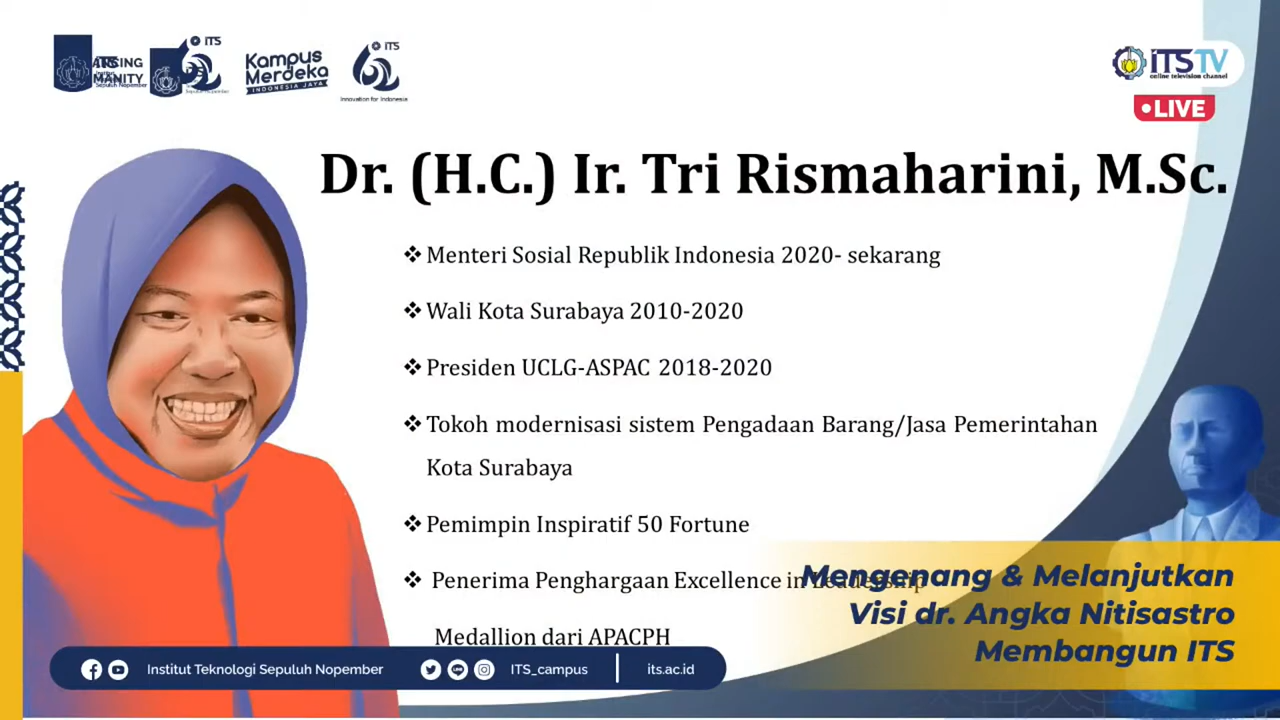 ITS
Kampus
Merdeka
INDONESIA JAYA
ITS
Innovation for Indonesia
ITS TV
online television channel
LIVE
Dr. (H.C.) Ir. Tri Rismaharini, M.Sc.
❖ Menteri Sosial Republik Indonesia 2020- sekarang
❖ Wali Kota Surabaya 2010-2020
❖ Presiden UCLG-ASPAC 2018-2020
❖ Tokoh modernisasi sistem Pengadaan Barang/Jasa Pemerintahan
Kota Surabaya
❖ Pemimpin Inspiratif 50 Fortune
❖ Penerima Penghargaan Excellence in Leadership
Medallion dari APACPH
Mengenang & Melanjutkan
Visi dr. Angka Nitisastro
Membangun ITS
Institut Teknologi Sepuluh Nopember ITS_campus its.ac.id